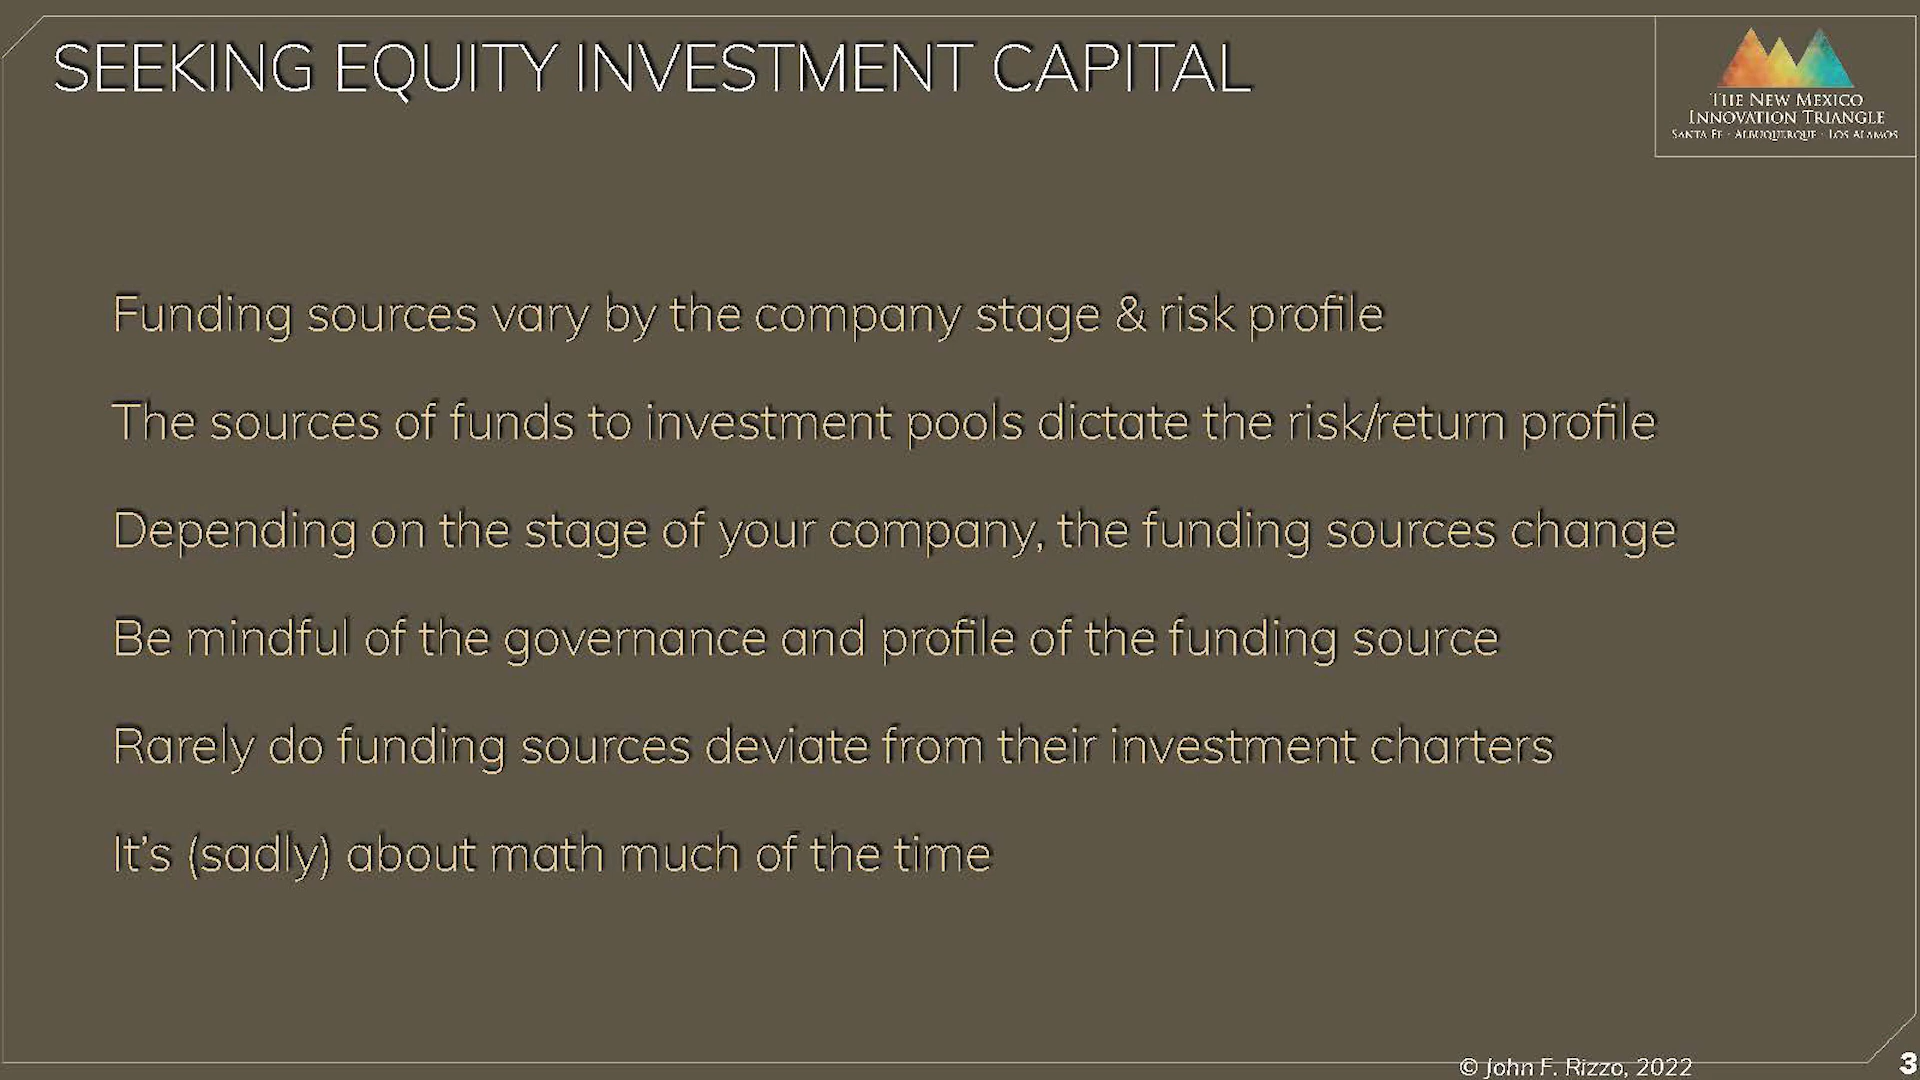 SEEKING EQUITY INVESTMENT CAPITAL
THE NEW MEXICO
INNOVATION TRIANGLE
SANTA FE · ALBUQUERQUE · LOS ALAMOS
Funding sources vary by the company stage & risk profile
The sources of funds to investment pools dictate the risk/return profile
Depending on the stage of your company, the funding sources change
Be mindful of the governance and profile of the funding source
Rarely do funding sources deviate from their investment charters
It’s (sadly) about math much of the time
© John F. Rizzo, 2022
3